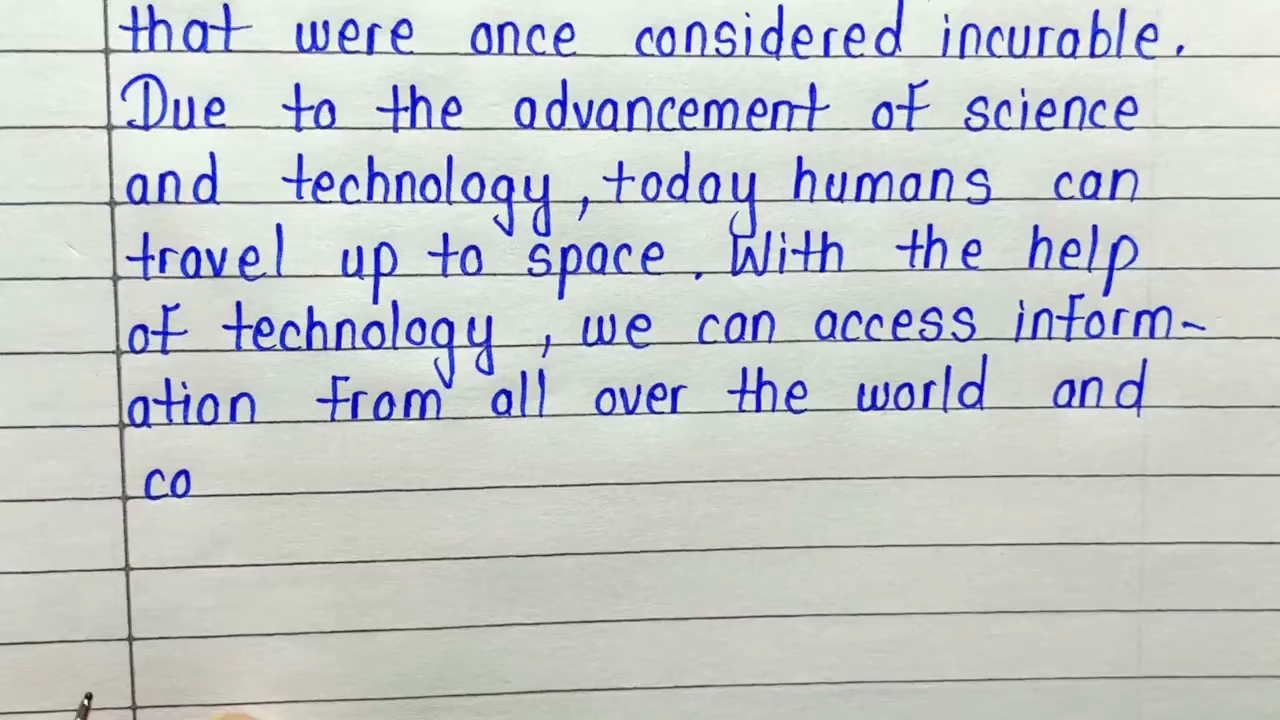 that were once considered incurable.
Due to the advancement of science
and technology, today humans can
travel up to space. With the help
of technology, we can access inform-
ation from all over the world and
co